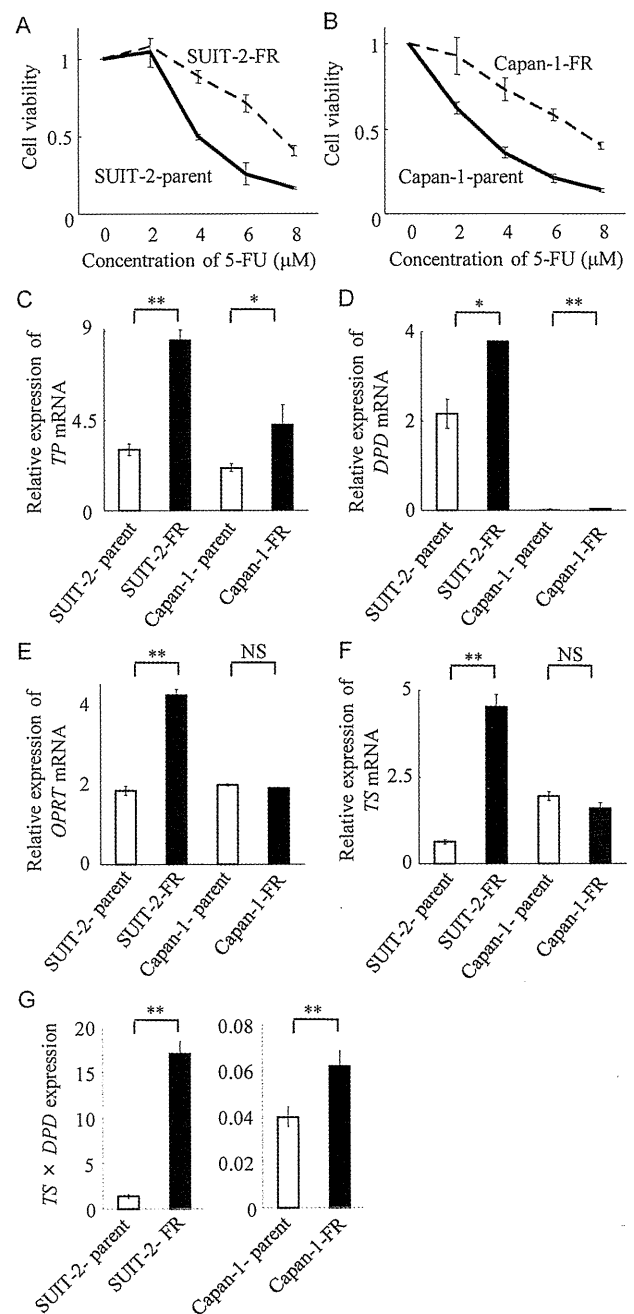 A
Cell viability
1
0.5
0
SUIT-2-FR
SUIT-2-parent
0 2 4 6 8
Concentration of 5-FU (μM)
B
Cell viability
1
0.5
0
Capan-1-FR
Capan-1-parent
0 2 4 6 8
Concentration of 5-FU (μM)
C
Relative expression of
TP mRNA
9
4.5
0
** *
SUIT-2- parent
SUIT-2-FR
Capan-1- parent
Capan-1-FR
D
Relative expression of
DPD mRNA
4
2
0
* **
SUIT-2- parent
SUIT-2-FR
Capan-1- parent
Capan-1-FR
E
Relative expression of
OPRT mRNA
4
2
0
** NS
SUIT-2- parent
SUIT-2-FR
Capan-1- parent
Capan-1-FR
F
Relative expression of
TS mRNA
5
2.5
0
** NS
SUIT-2- parent
SUIT-2-FR
Capan-1- parent
Capan-1-FR
G
TS × DPD expression
20
15
10
5
0
**
SUIT-2- parent
SUIT-2- FR
0.08
0.06
0.04
0.02
0
**
Capan-1- parent
Capan-1-FR